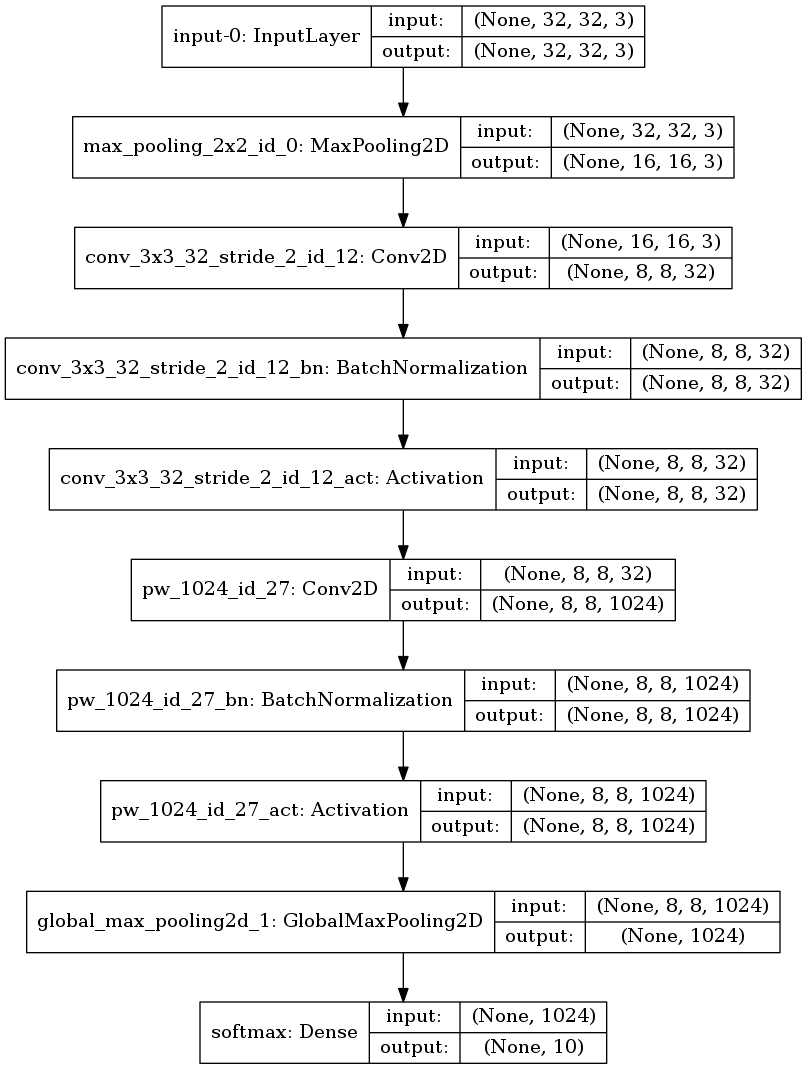 input-0: InputLayer
input: (None, 32, 32, 3)
output: (None, 32, 32, 3)
max_pooling_2x2_id_0: MaxPooling2D
input: (None, 32, 32, 3)
output: (None, 16, 16, 3)
conv_3x3_32_stride_2_id_12: Conv2D
input: (None, 16, 16, 3)
output: (None, 8, 8, 32)
conv_3x3_32_stride_2_id_12_bn: BatchNormalization
input: (None, 8, 8, 32)
output: (None, 8, 8, 32)
conv_3x3_32_stride_2_id_12_act: Activation
input: (None, 8, 8, 32)
output: (None, 8, 8, 32)
pw_1024_id_27: Conv2D
input: (None, 8, 8, 32)
output: (None, 8, 8, 1024)
pw_1024_id_27_bn: BatchNormalization
input: (None, 8, 8, 1024)
output: (None, 8, 8, 1024)
pw_1024_id_27_act: Activation
input: (None, 8, 8, 1024)
output: (None, 8, 8, 1024)
global_max_pooling2d_1: GlobalMaxPooling2D
input: (None, 8, 8, 1024)
output: (None, 1024)
softmax: Dense
input: (None, 1024)
output: (None, 10)